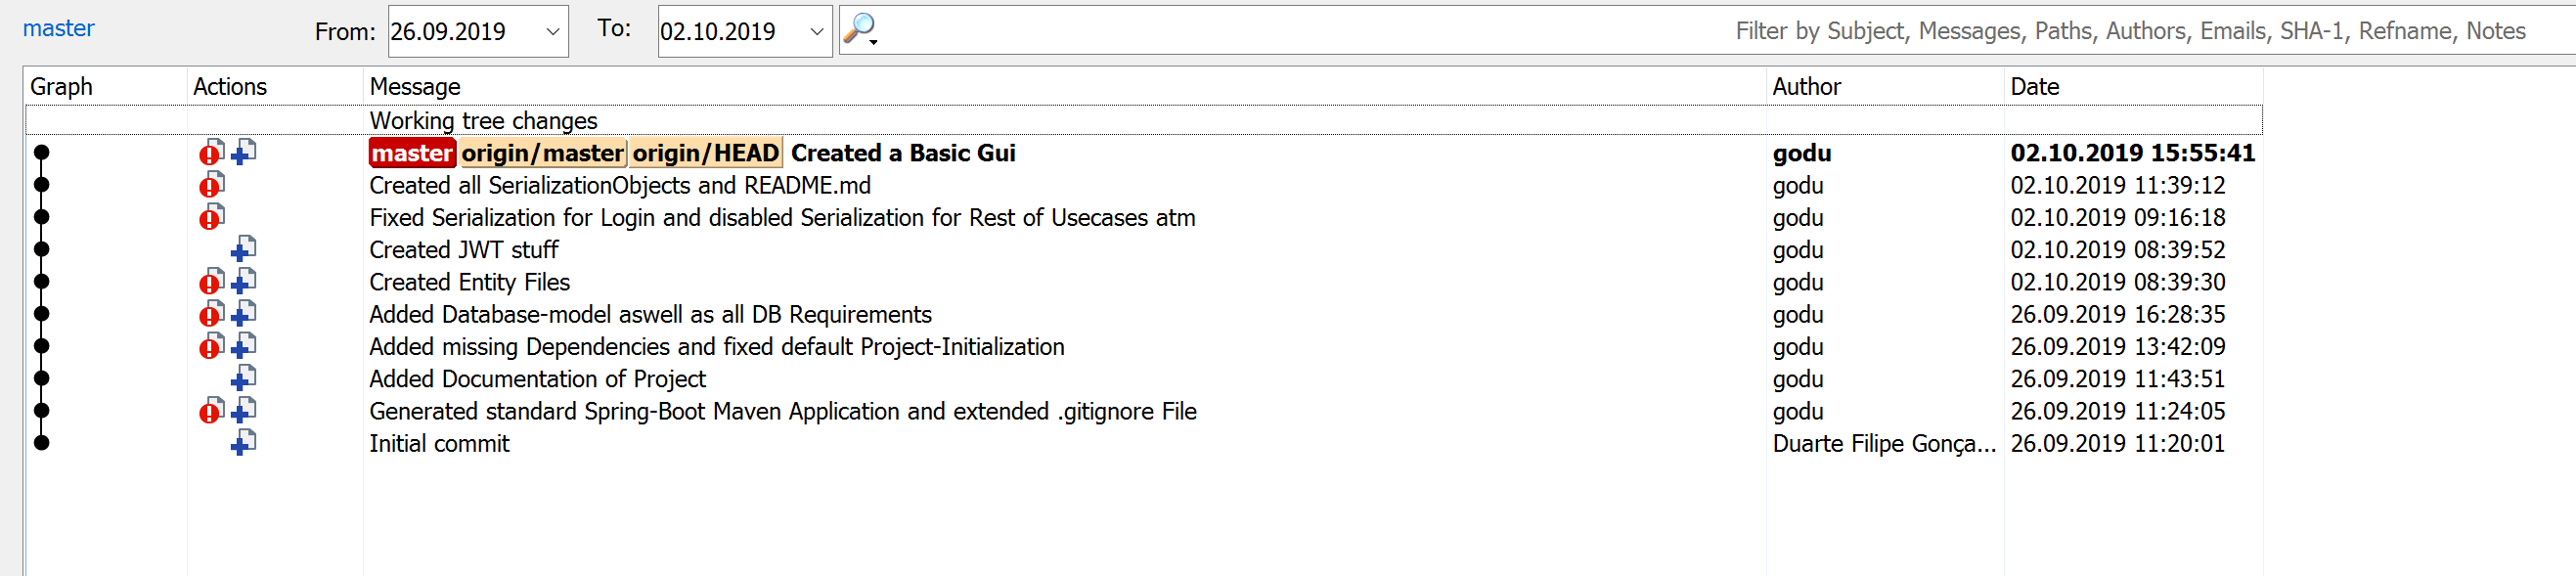 master From: 26.09.2019 To: 02.10.2019 Filter by Subject, Messages, Paths, Authors, Emails, SHA-1, Refname, Notes
Graph Actions Message Author Date
Working tree changes
master origin/master origin/HEAD Created a Basic Gui godu 02.10.2019 15:55:41
Created all SerializationObjects and README.md godu 02.10.2019 11:39:12
Fixed Serialization for Login and disabled Serialization for Rest of Usecases atm godu 02.10.2019 09:16:18
Created JWT stuff godu 02.10.2019 08:39:52
Created Entity Files godu 02.10.2019 08:39:30
Added Database-model aswell as all DB Requirements godu 26.09.2019 16:28:35
Added missing Dependencies and fixed default Project-Initialization godu 26.09.2019 13:42:09
Added Documentation of Project godu 26.09.2019 11:43:51
Generated standard Spring-Boot Maven Application and extended .gitignore File godu 26.09.2019 11:24:05
Initial commit Duarte Filipe Gonça... 26.09.2019 11:20:01